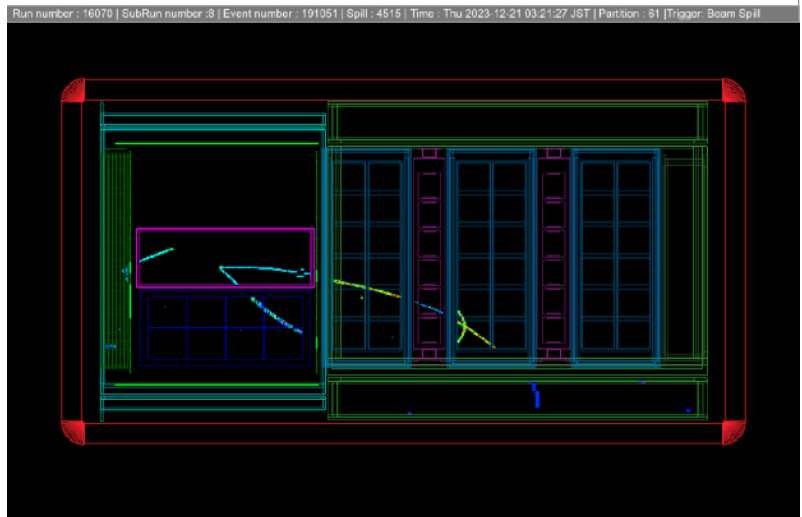 Run number : 16070 | SubRun number :8 | Event number : 191051 | Spill : 4515 | Time : Thu 2023-12-21 03:21:27 JST | Partition : 61 |Trigger: Beam Spill